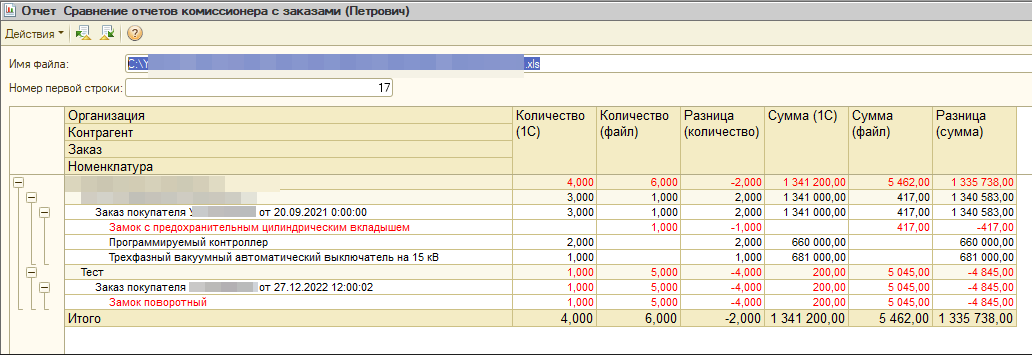 Отчет Сравнение отчетов комиссионера с заказами (Петрович)
Действия
Имя файла: C:\ .xls
Номер первой строки: 17
Организация Количество (1С) Количество (файл) Разница (количество) Сумма (1С) Сумма (файл) Разница (сумма)
Контрагент
Заказ
Номенклатура
4,000 6,000 -2,000 1 341 200,00 5 462,00 1 335 738,00
3,000 1,000 2,000 1 341 000,00 417,00 1 340 583,00
Заказ покупателя от 20.09.2021 0:00:00 3,000 1,000 2,000 1 341 000,00 417,00 1 340 583,00
Замок с предохранительным цилиндрическим вкладышем 1,000 -1,000 417,00 -417,00
Программируемый контроллер 2,000 2,000 660 000,00 660 000,00
Трехфазный вакуумный автоматический выключатель на 15 кВ 1,000 1,000 681 000,00 681 000,00
Тест 1,000 5,000 -4,000 200,00 5 045,00 -4 845,00
Заказ покупателя от 27.12.2022 12:00:02 1,000 5,000 -4,000 200,00 5 045,00 -4 845,00
Замок поворотный 1,000 5,000 -4,000 200,00 5 045,00 -4 845,00
Итого 4,000 6,000 -2,000 1 341 200,00 5 462,00 1 335 738,00